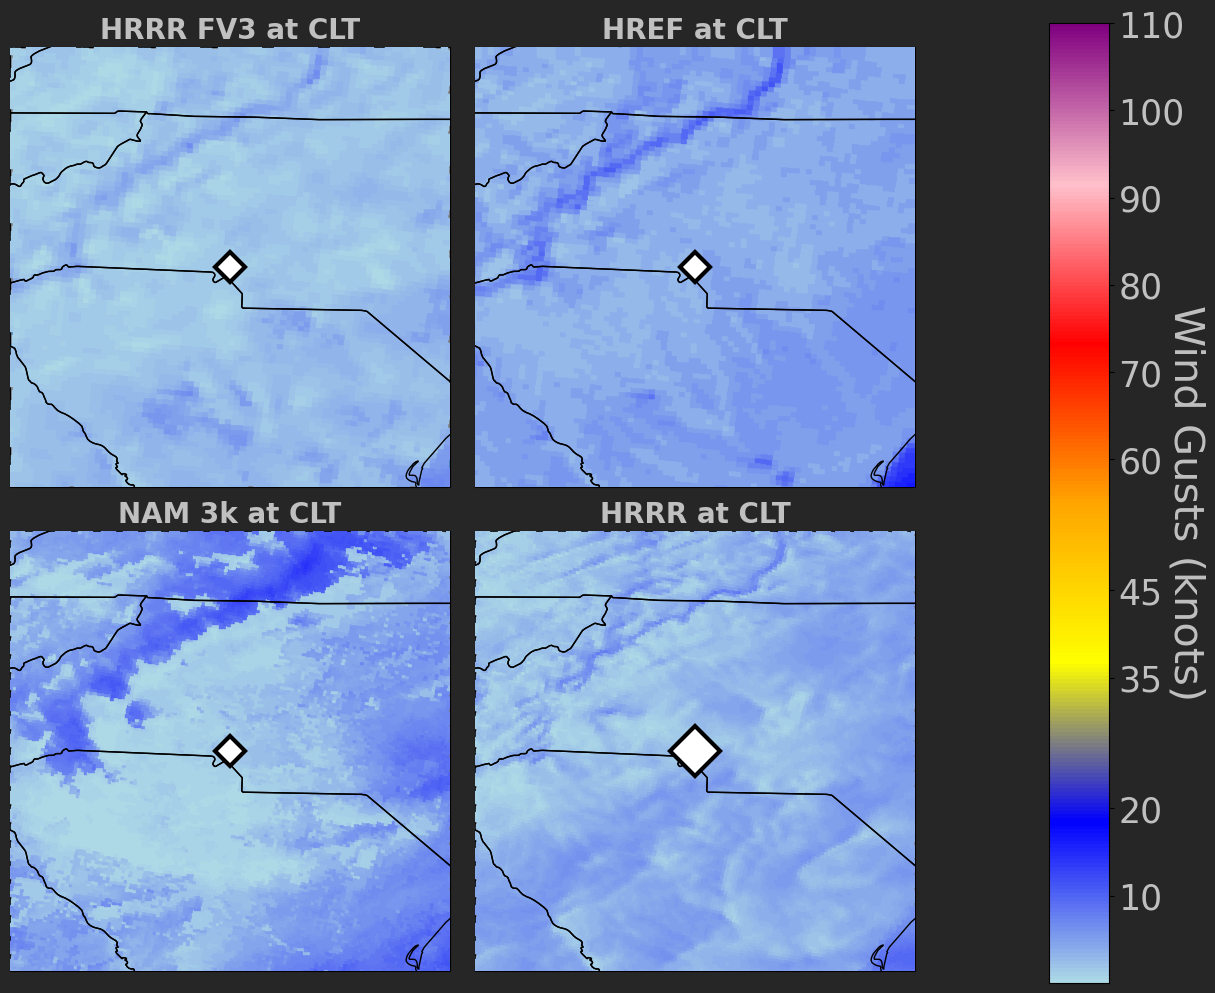 HRRR FV3 at CLT
HREF at CLT
NAM 3k at CLT
HRRR at CLT
110
100
90
80
70
60
45
35
20
10
Wind Gusts (knots)